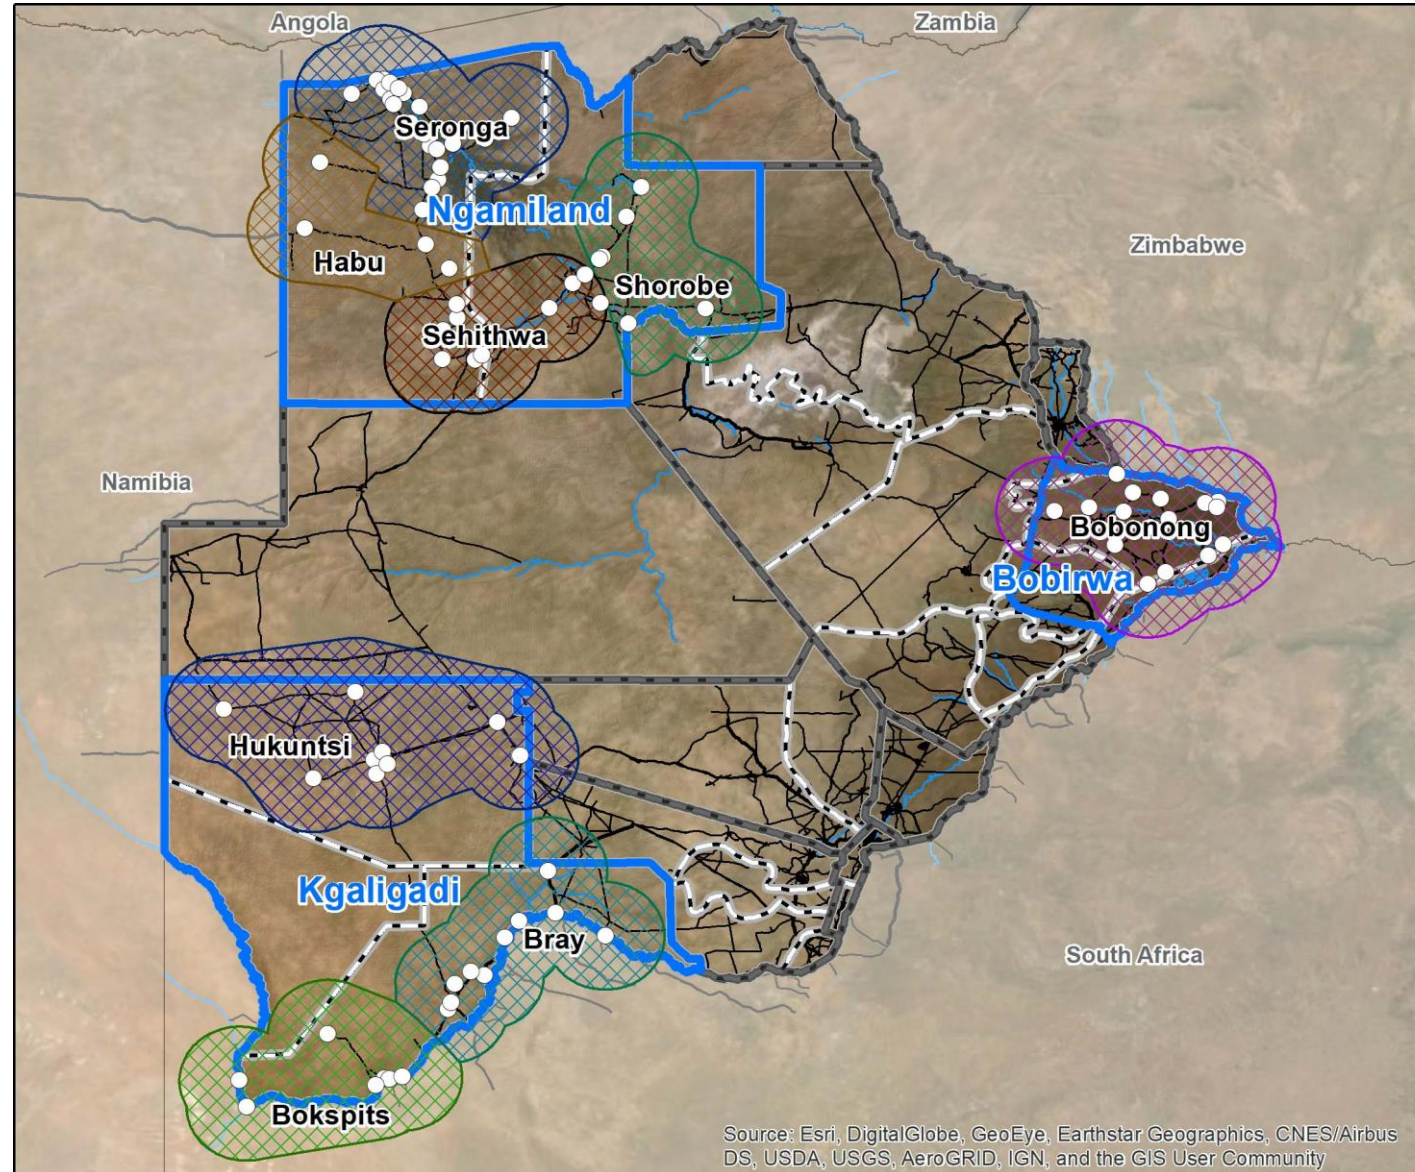 Angola
Zambia
Seronga
Ngamiland
Zimbabwe
Habu
Shorobe
Sehithwa
Namibia
Bobonong
Bobirwa
Hukuntsi
Kgaligadi
Bray
South Africa
Bokspits
Source: Esri, DigitalGlobe, GeoEye, Earthstar Geographics, CNES/Airbus
DS, USDA, USGS, AeroGRID, IGN, and the GIS User Community